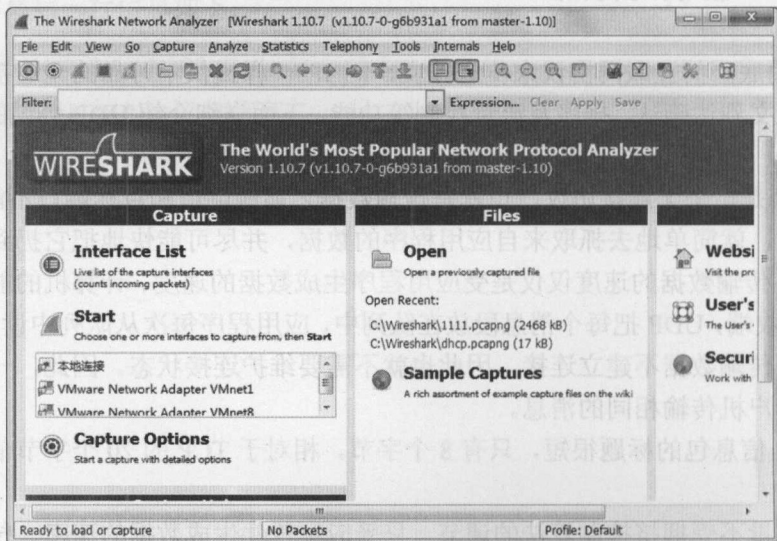 The Wireshark Network Analyzer [Wireshark 1.10.7 (v1.10.7-0-g6b931a1 from master-1.10)]
File Edit View Go Capture Analyze Statistics Telephony Tools Internals Help
Filter: Expression... Clear Apply Save
WIRESHARK
The World's Most Popular Network Protocol Analyzer
Version 1.10.7 (v1.10.7-0-g6b931a1 from master-1.10)
Capture
Files
Interface List
Live list of the capture interfaces
(counts incoming packets)
Start
Choose one or more interfaces to capture from, then Start
本地连接
VMware Network Adapter VMnet1
VMware Network Adapter VMnet8
Capture Options
Start a capture with detailed options
Open
Open a previously captured file
Open Recent:
C:\Wireshark\1111.pcapng (2468 kB)
C:\Wireshark\dhcp.pcapng (17 kB)
Sample Captures
A rich assortment of example capture files on the wiki
Websi
Visit the pro
User's
The User's
Securi
Work with
Ready to load or capture
No Packets
Profile: Default